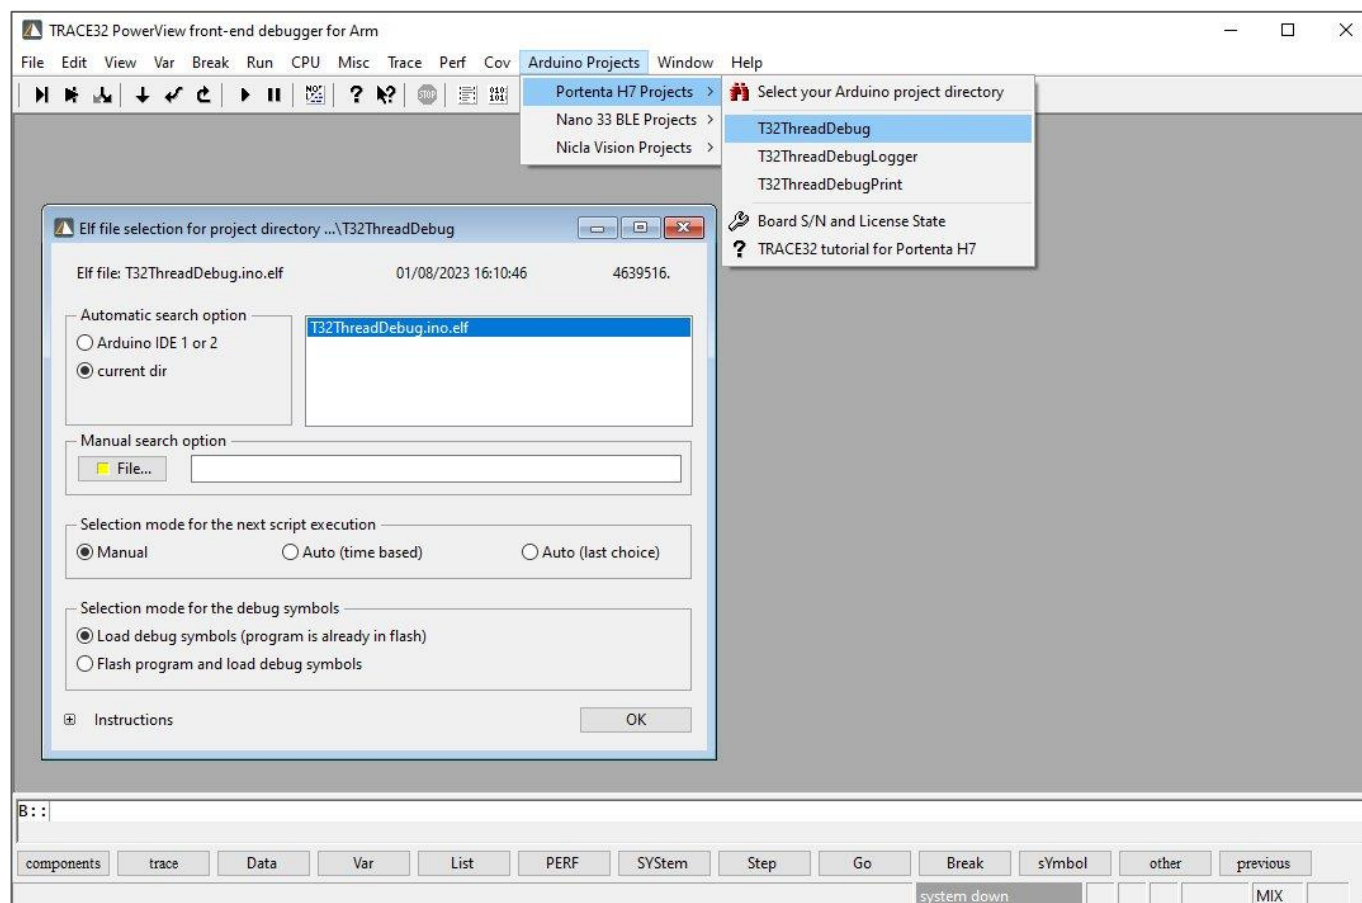 TRACE32 PowerView front-end debugger for Arm
File Edit View Var Break Run CPU Misc Trace Perf Cov Arduino Projects Window Help
Portenta H7 Projects
Nano 33 BLE Projects
Nicla Vision Projects
Select your Arduino project directory
T32ThreadDebug
T32ThreadDebugLogger
T32ThreadDebugPrint
Board S/N and License State
TRACE32 tutorial for Portenta H7
Elf file selection for project directory ...\T32ThreadDebug
Elf file: T32ThreadDebug.ino.elf 01/08/2023 16:10:46 4639516.
Automatic search option
Arduino IDE 1 or 2
current dir
T32ThreadDebug.ino.elf
Manual search option
File...
Selection mode for the next script execution
Manual Auto (time based) Auto (last choice)
Selection mode for the debug symbols
Load debug symbols (program is already in flash)
Flash program and load debug symbols
Instructions OK
B::
components trace Data Var List PERF SYStem Step Go Break sYmbol other previous
system down MIX